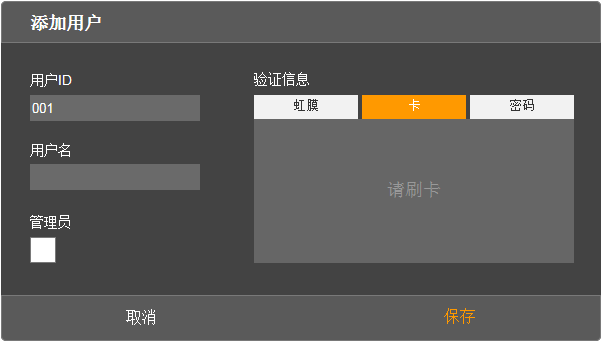 添加用户
用户ID
001
用户名
管理员
验证信息
虹膜 卡 密码
请刷卡
取消 保存